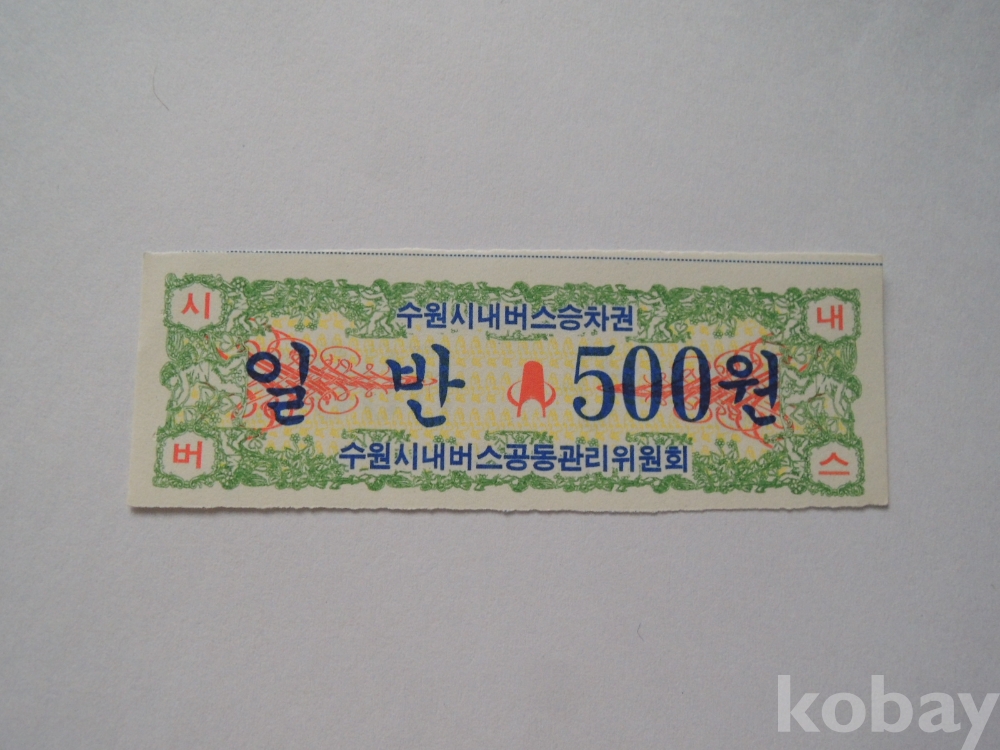 시 내
수원시내버스승차권
일 반 500원
수원시내버스공동관리위원회
버 스
kobay